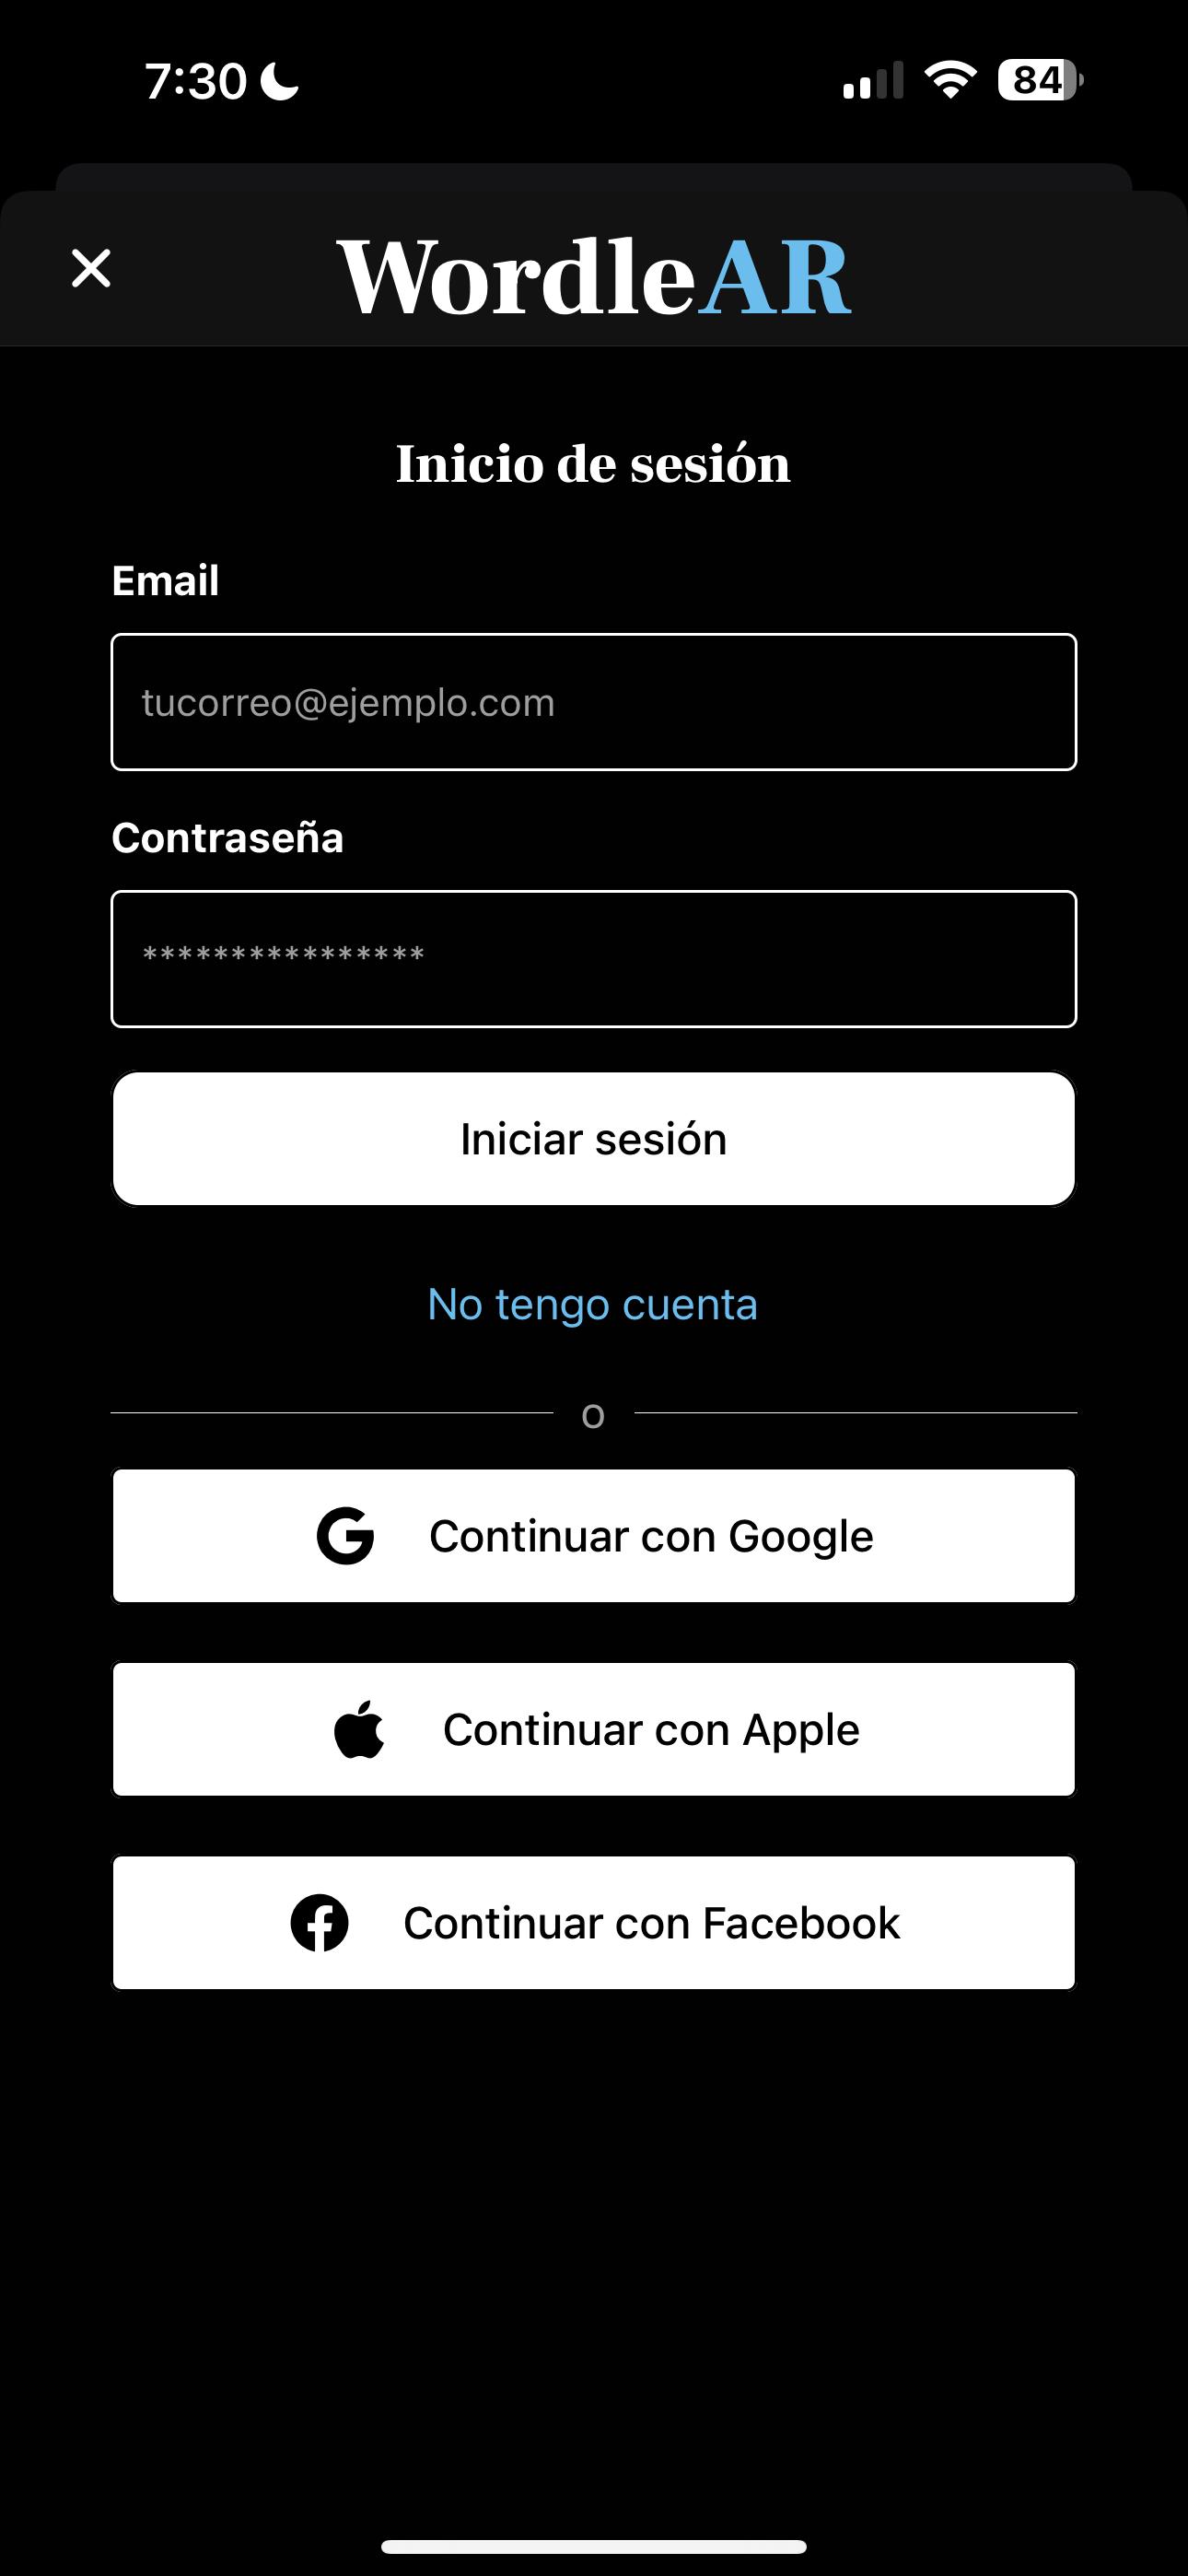 7:30
84
WordleAR
Inicio de sesión
Email
tucorreo@ejemplo.com
Contraseña
****************
Iniciar sesión
No tengo cuenta
o
Continuar con Google
Continuar con Apple
Continuar con Facebook